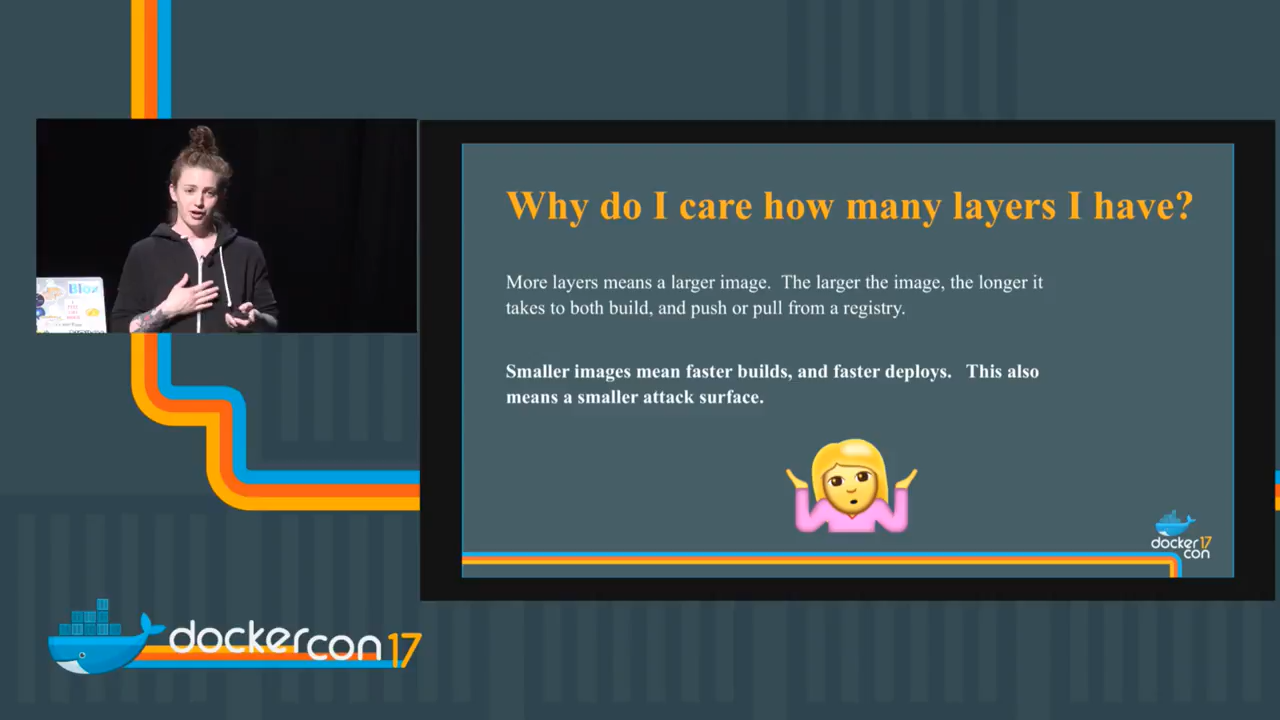 Why do I care how many layers I have?
More layers means a larger image. The larger the image, the longer it
takes to both build, and push or pull from a registry.
Smaller images mean faster builds, and faster deploys. This also
means a smaller attack surface.
docker 17
con
Blox
dockercon 17